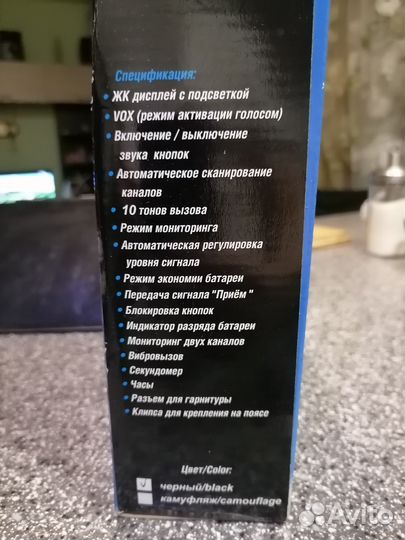 Спецификация:
• ЖК дисплей с подсветкой
• VOX (режим активации голосом)
• Включение / выключение
звука кнопок
• Автоматическое сканирование
каналов
• 10 тонов вызова
• Режим мониторинга
• Автоматическая регулировка
уровня сигнала
• Режим экономии батареи
• Передача сигнала "Приём"
• Блокировка кнопок
• Индикатор разряда батареи
• Мониторинг двух каналов
• Вибровызов
• Секундомер
• Часы
• Разъем для гарнитуры
• Клипса для крепления на поясе
Цвет/Color:
черный/black
камуфляж/camouflage
Avito